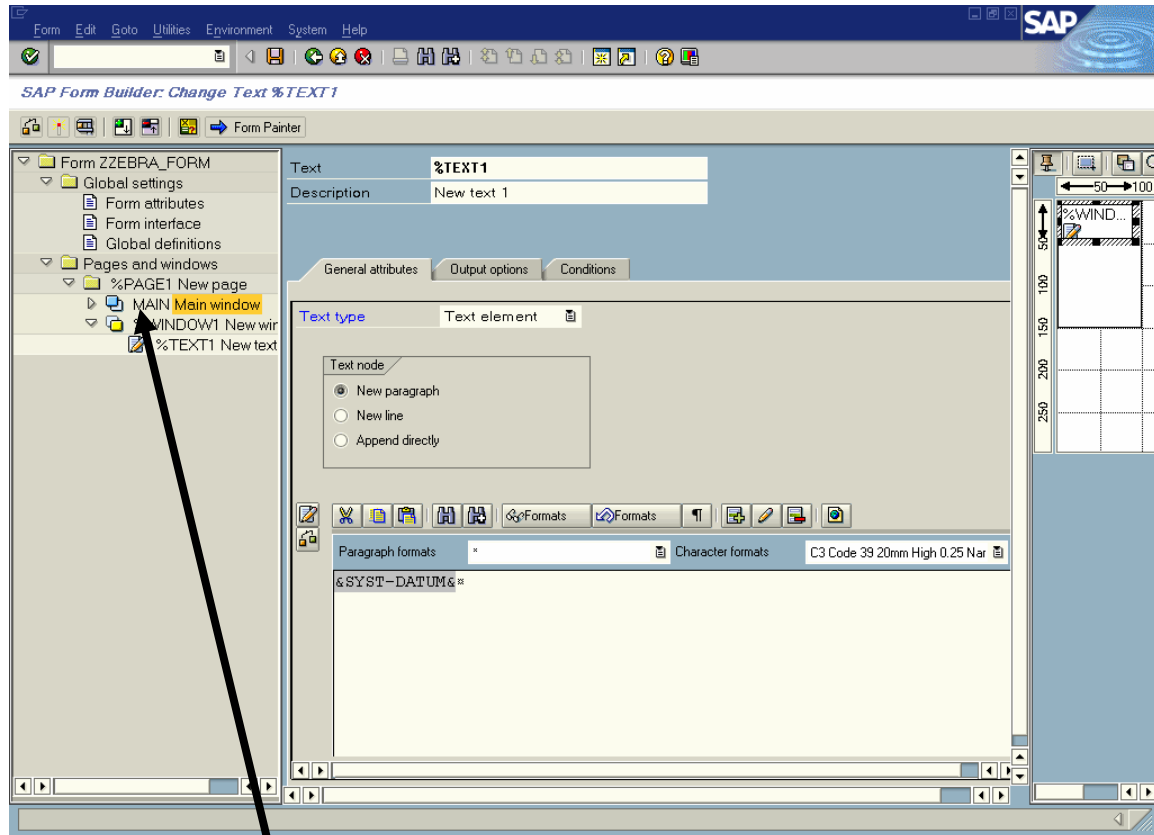 Form Edit Goto Utilities Environment System Help
SAP
SAP Form Builder: Change Text %TEXT1
Form Painter
Form ZZEBRA_FORM
Global settings
Form attributes
Form interface
Global definitions
Pages and windows
%PAGE1 New page
MAIN Main window
WINDOW1 New wir
%TEXT1 New text
Text %TEXT1
Description New text 1
General attributes Output options Conditions
Text type Text element
Text node
New paragraph
New line
Append directly
Formats Formats
Paragraph formats * Character formats C3 Code 39 20mm High 0.25 Nar
&SYST-DATUM&¤
50 100
%WIND...
50
100
150
200
250